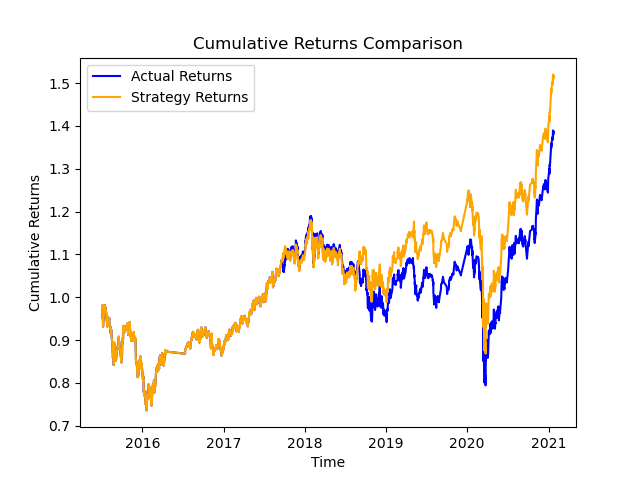 Cumulative Returns Comparison
Actual Returns
Strategy Returns
1.5
1.4
1.3
1.2
1.1
1.0
0.9
0.8
0.7
Cumulative Returns
2016 2017 2018 2019 2020 2021
Time